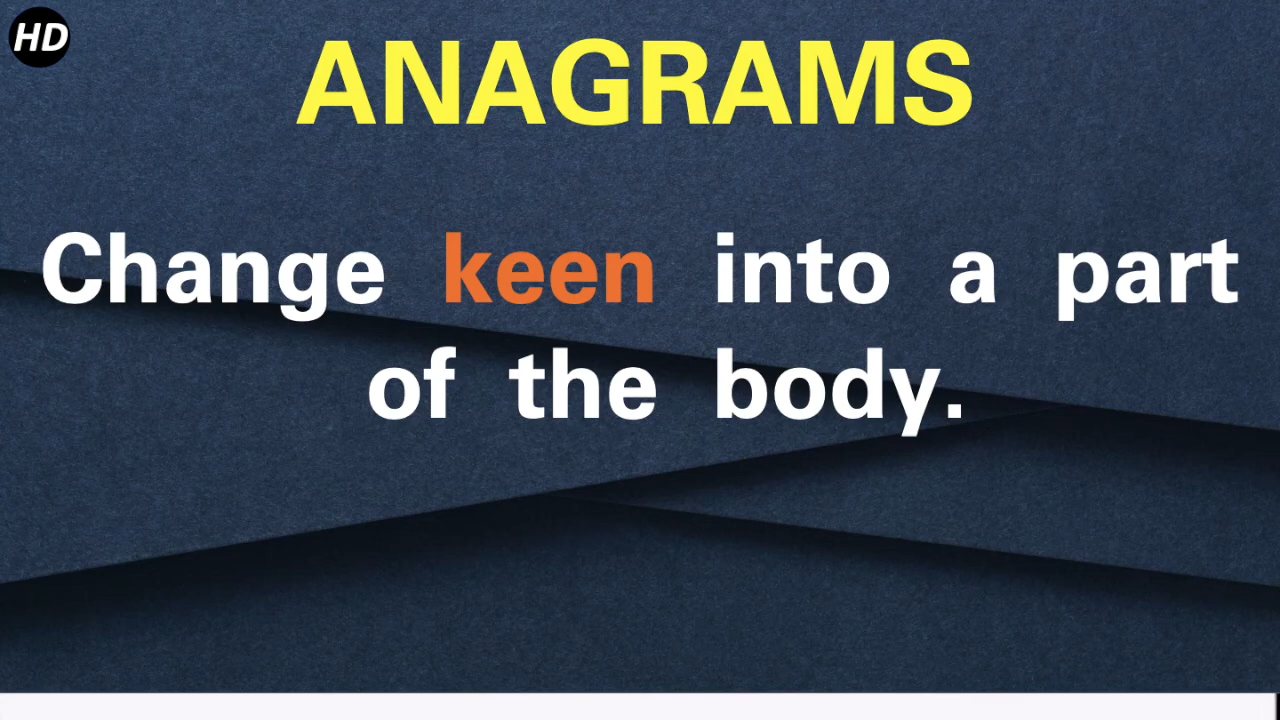 HD
ANAGRAMS
Change keen into a part
of the body.